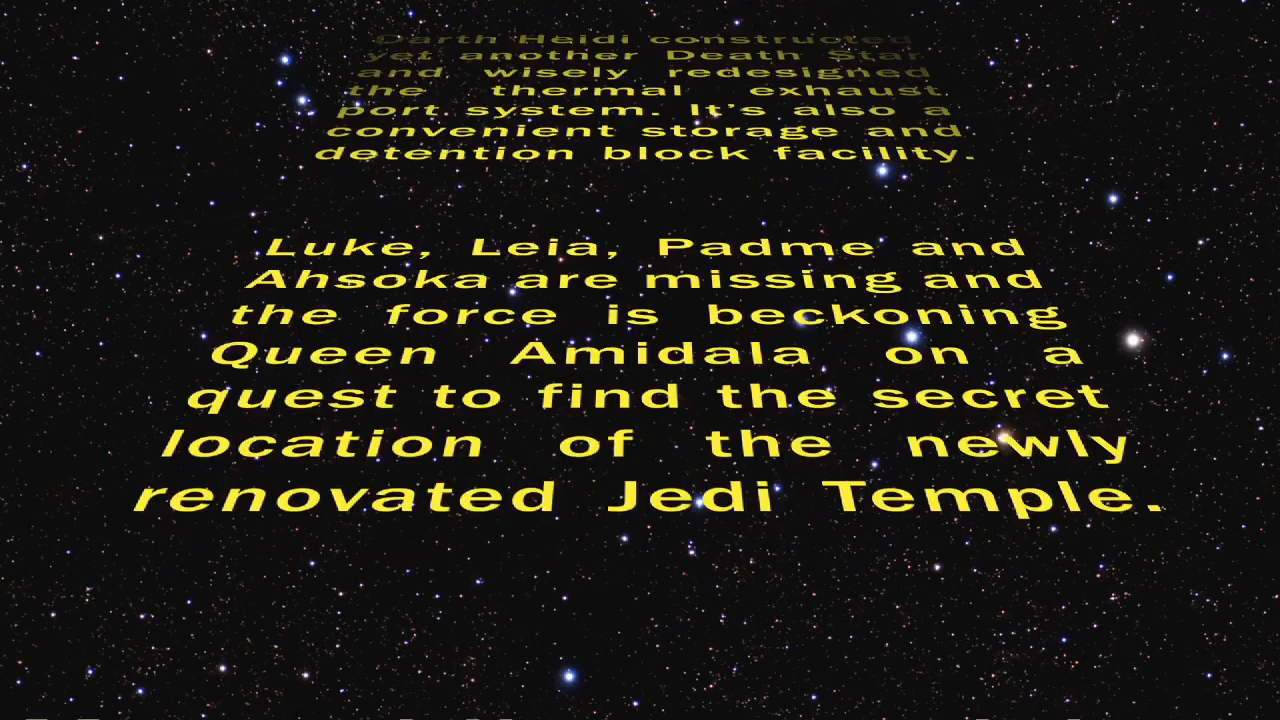 Darth Heidi constructed
yet another Death Star
and wisely redesigned
the thermal exhaust
port system. It's also a
convenient storage and
detention block facility.
Luke, Leia, Padme and
Ahsoka are missing and
the force is beckoning
Queen Amidala on a
quest to find the secret
location of the newly
renovated Jedi Temple.